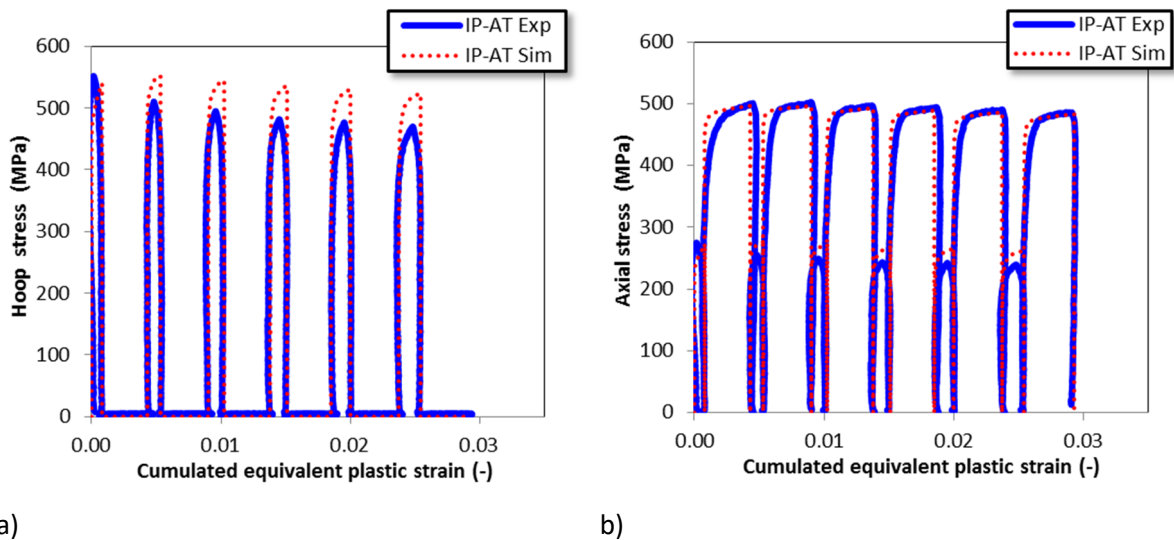 IP-AT Exp
IP-AT Sim
600
500
400
300
200
100
0
Hoop stress (MPa)
0.00 0.01 0.02 0.03
Cumulated equivalent plastic strain (-)
a)
IP-AT Exp
IP-AT Sim
600
500
400
300
200
100
0
Axial stress (MPa)
0.00 0.01 0.02 0.03
Cumulated equivalent plastic strain (-)
b)